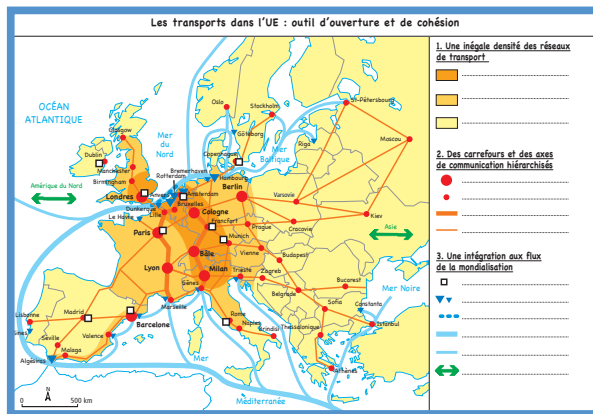 Les transports dans l'UE : outil d'ouverture et de cohésion
1. Une inégale densité des réseaux
de transport
2. Des carrefours et des axes
de communication hiérarchisés
3. Une intégration aux flux
de la mondialisation
OCÉAN
ATLANTIQUE
Mer
du
Nord
Mer
Baltique
Mer Noire
Mer
Méditerranée
Amérique du Nord
Asie
Oslo
Stockholm
St-Pétersbourg
Göteborg
Riga
Moscou
Glasgow
Dublin
Manchester
Birmingham
Londres
Copenhague
Bremerhaven
Hambourg
Rotterdam
Amsterdam
Anvers
Bruxelles
Dunkerque
Lille
Le Havre
Berlin
Varsovie
Cologne
Francfort
Prague
Cracovie
Kiev
Paris
Munich
Vienne
Budapest
Bâle
Lyon
Milan
Trieste
Zagreb
Gênes
Belgrade
Bucarest
Constanta
Marseille
Sofia
Istanbul
Rome
Naples
Brindisi
Thessalonique
Athènes
Barcelone
Madrid
Valence
Lisbonne
Sines
Séville
Malaga
Algésiras
N
0 500 km